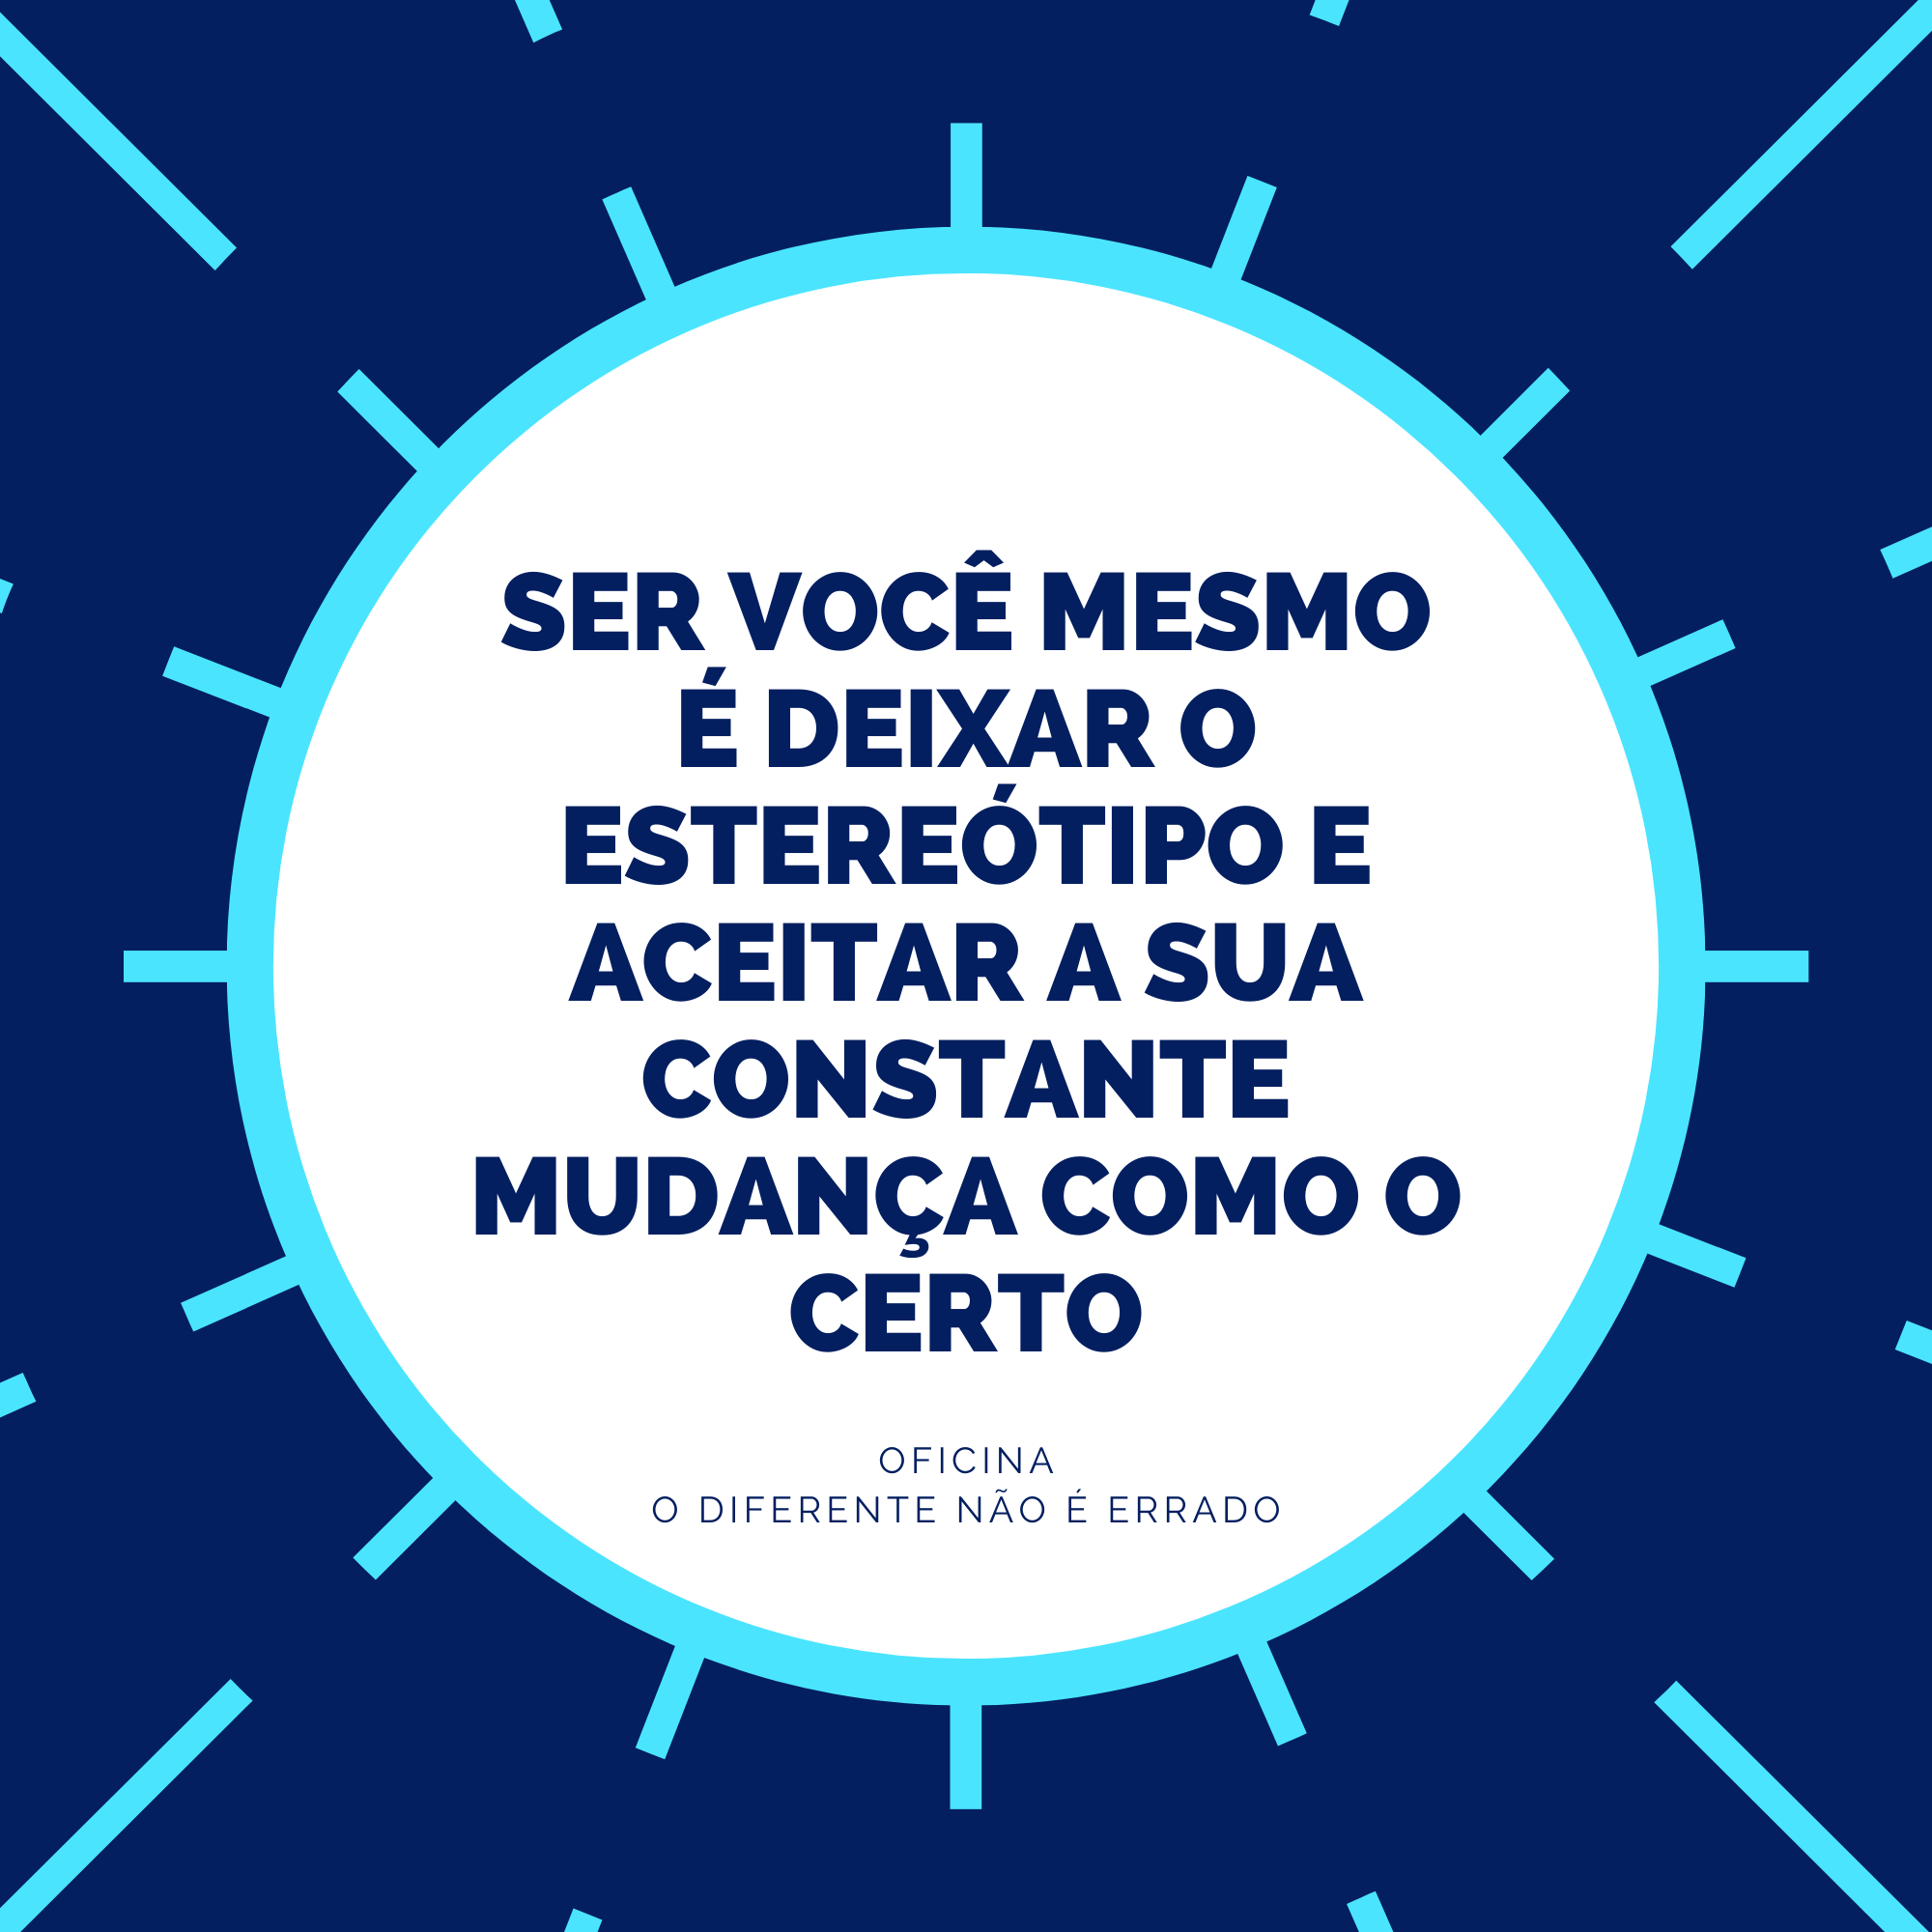 SER VOCÊ MESMO
É DEIXAR O
ESTEREÓTIPO E
ACEITAR A SUA
CONSTANTE
MUDANÇA COMO O
CERTO
OFICINA
O DIFERENTE NÃO É ERRADO